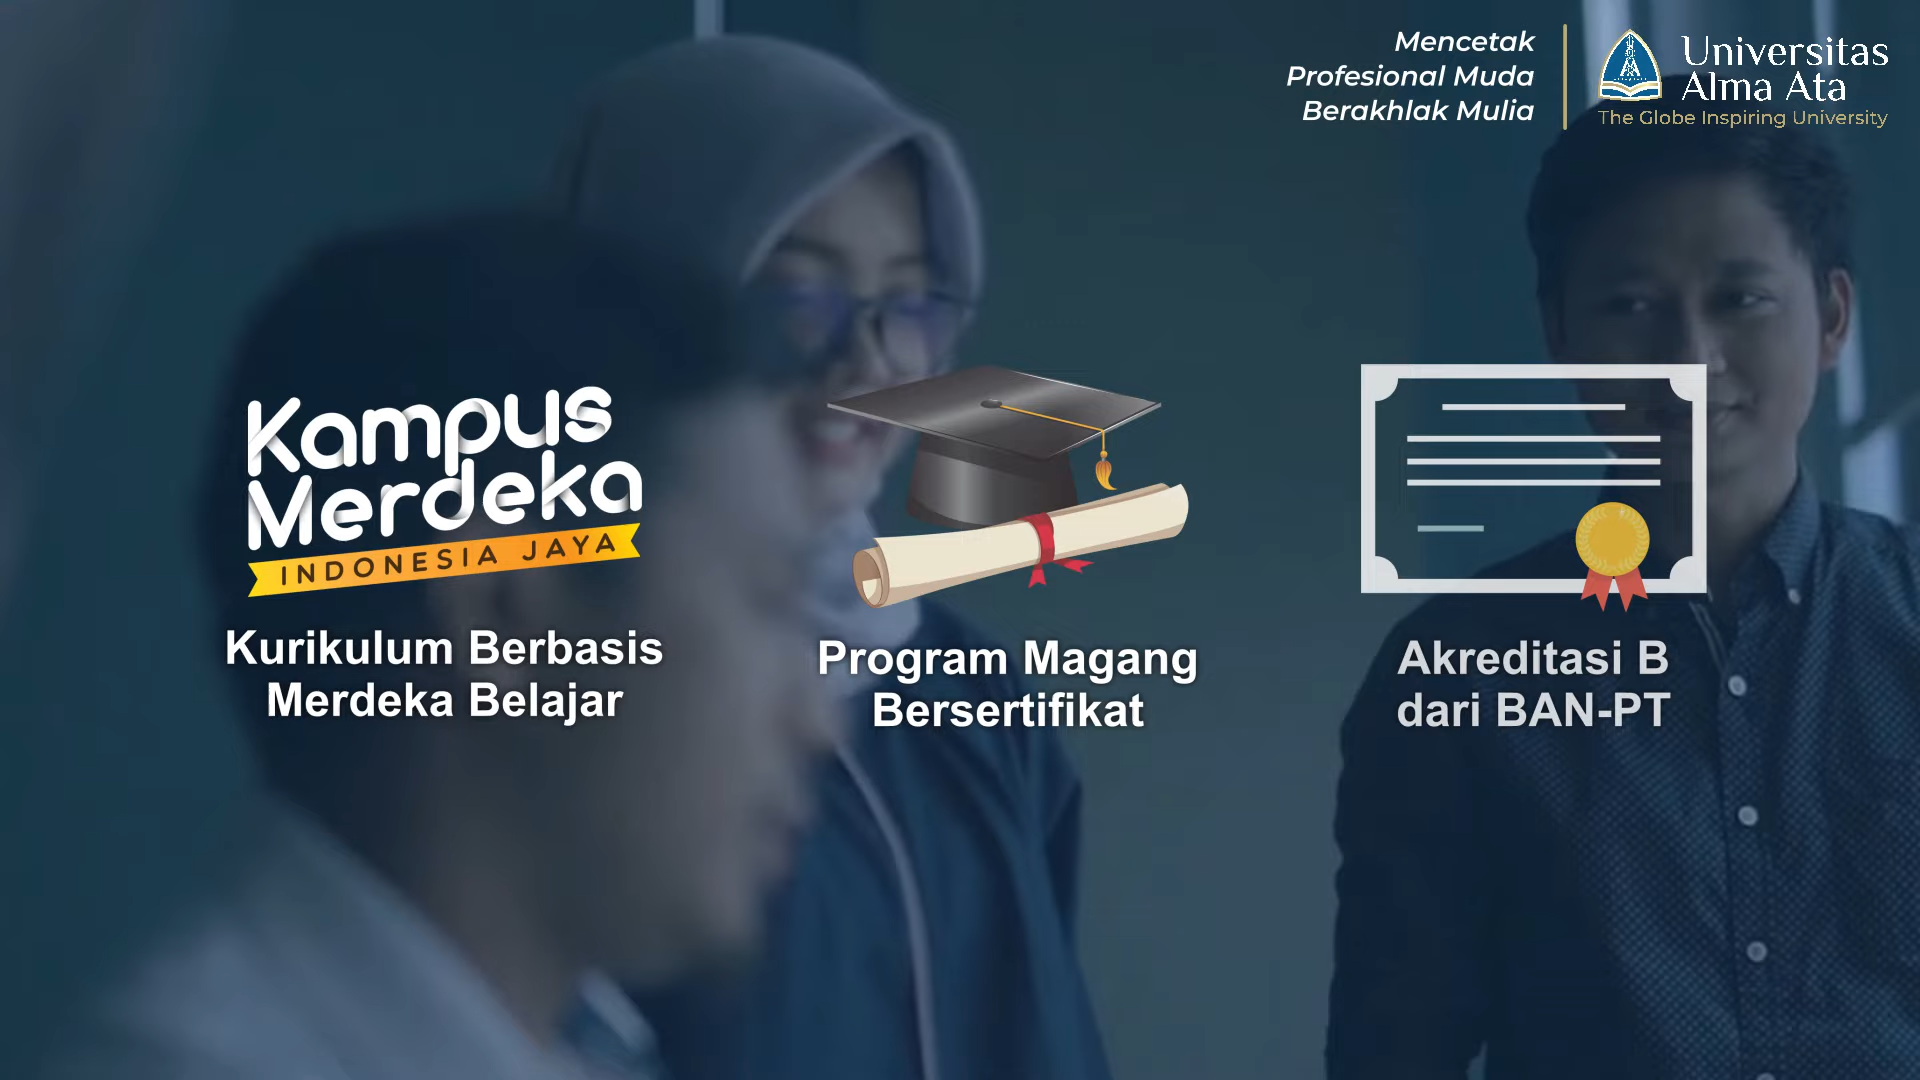 Mencetak
Profesional Muda
Berakhlak Mulia
Universitas
Alma Ata
The Globe Inspiring University
Kampus
Merdeka
INDONESIA JAYA
Kurikulum Berbasis
Merdeka Belajar
Program Magang
Bersertifikat
Akreditasi B
dari BAN-PT